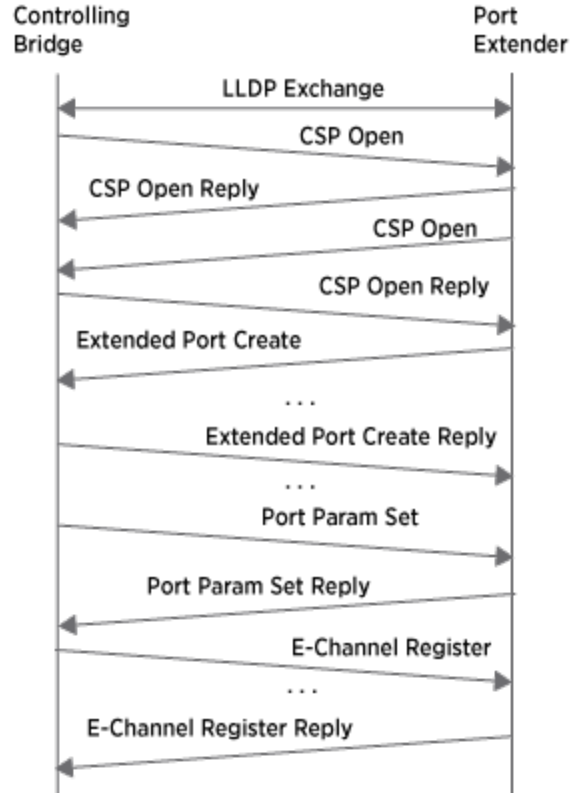 Controlling
Bridge
Port
Extender
LLDP Exchange
CSP Open
CSP Open Reply
CSP Open
CSP Open Reply
Extended Port Create
...
Extended Port Create Reply
...
Port Param Set
Port Param Set Reply
E-Channel Register
...
E-Channel Register Reply